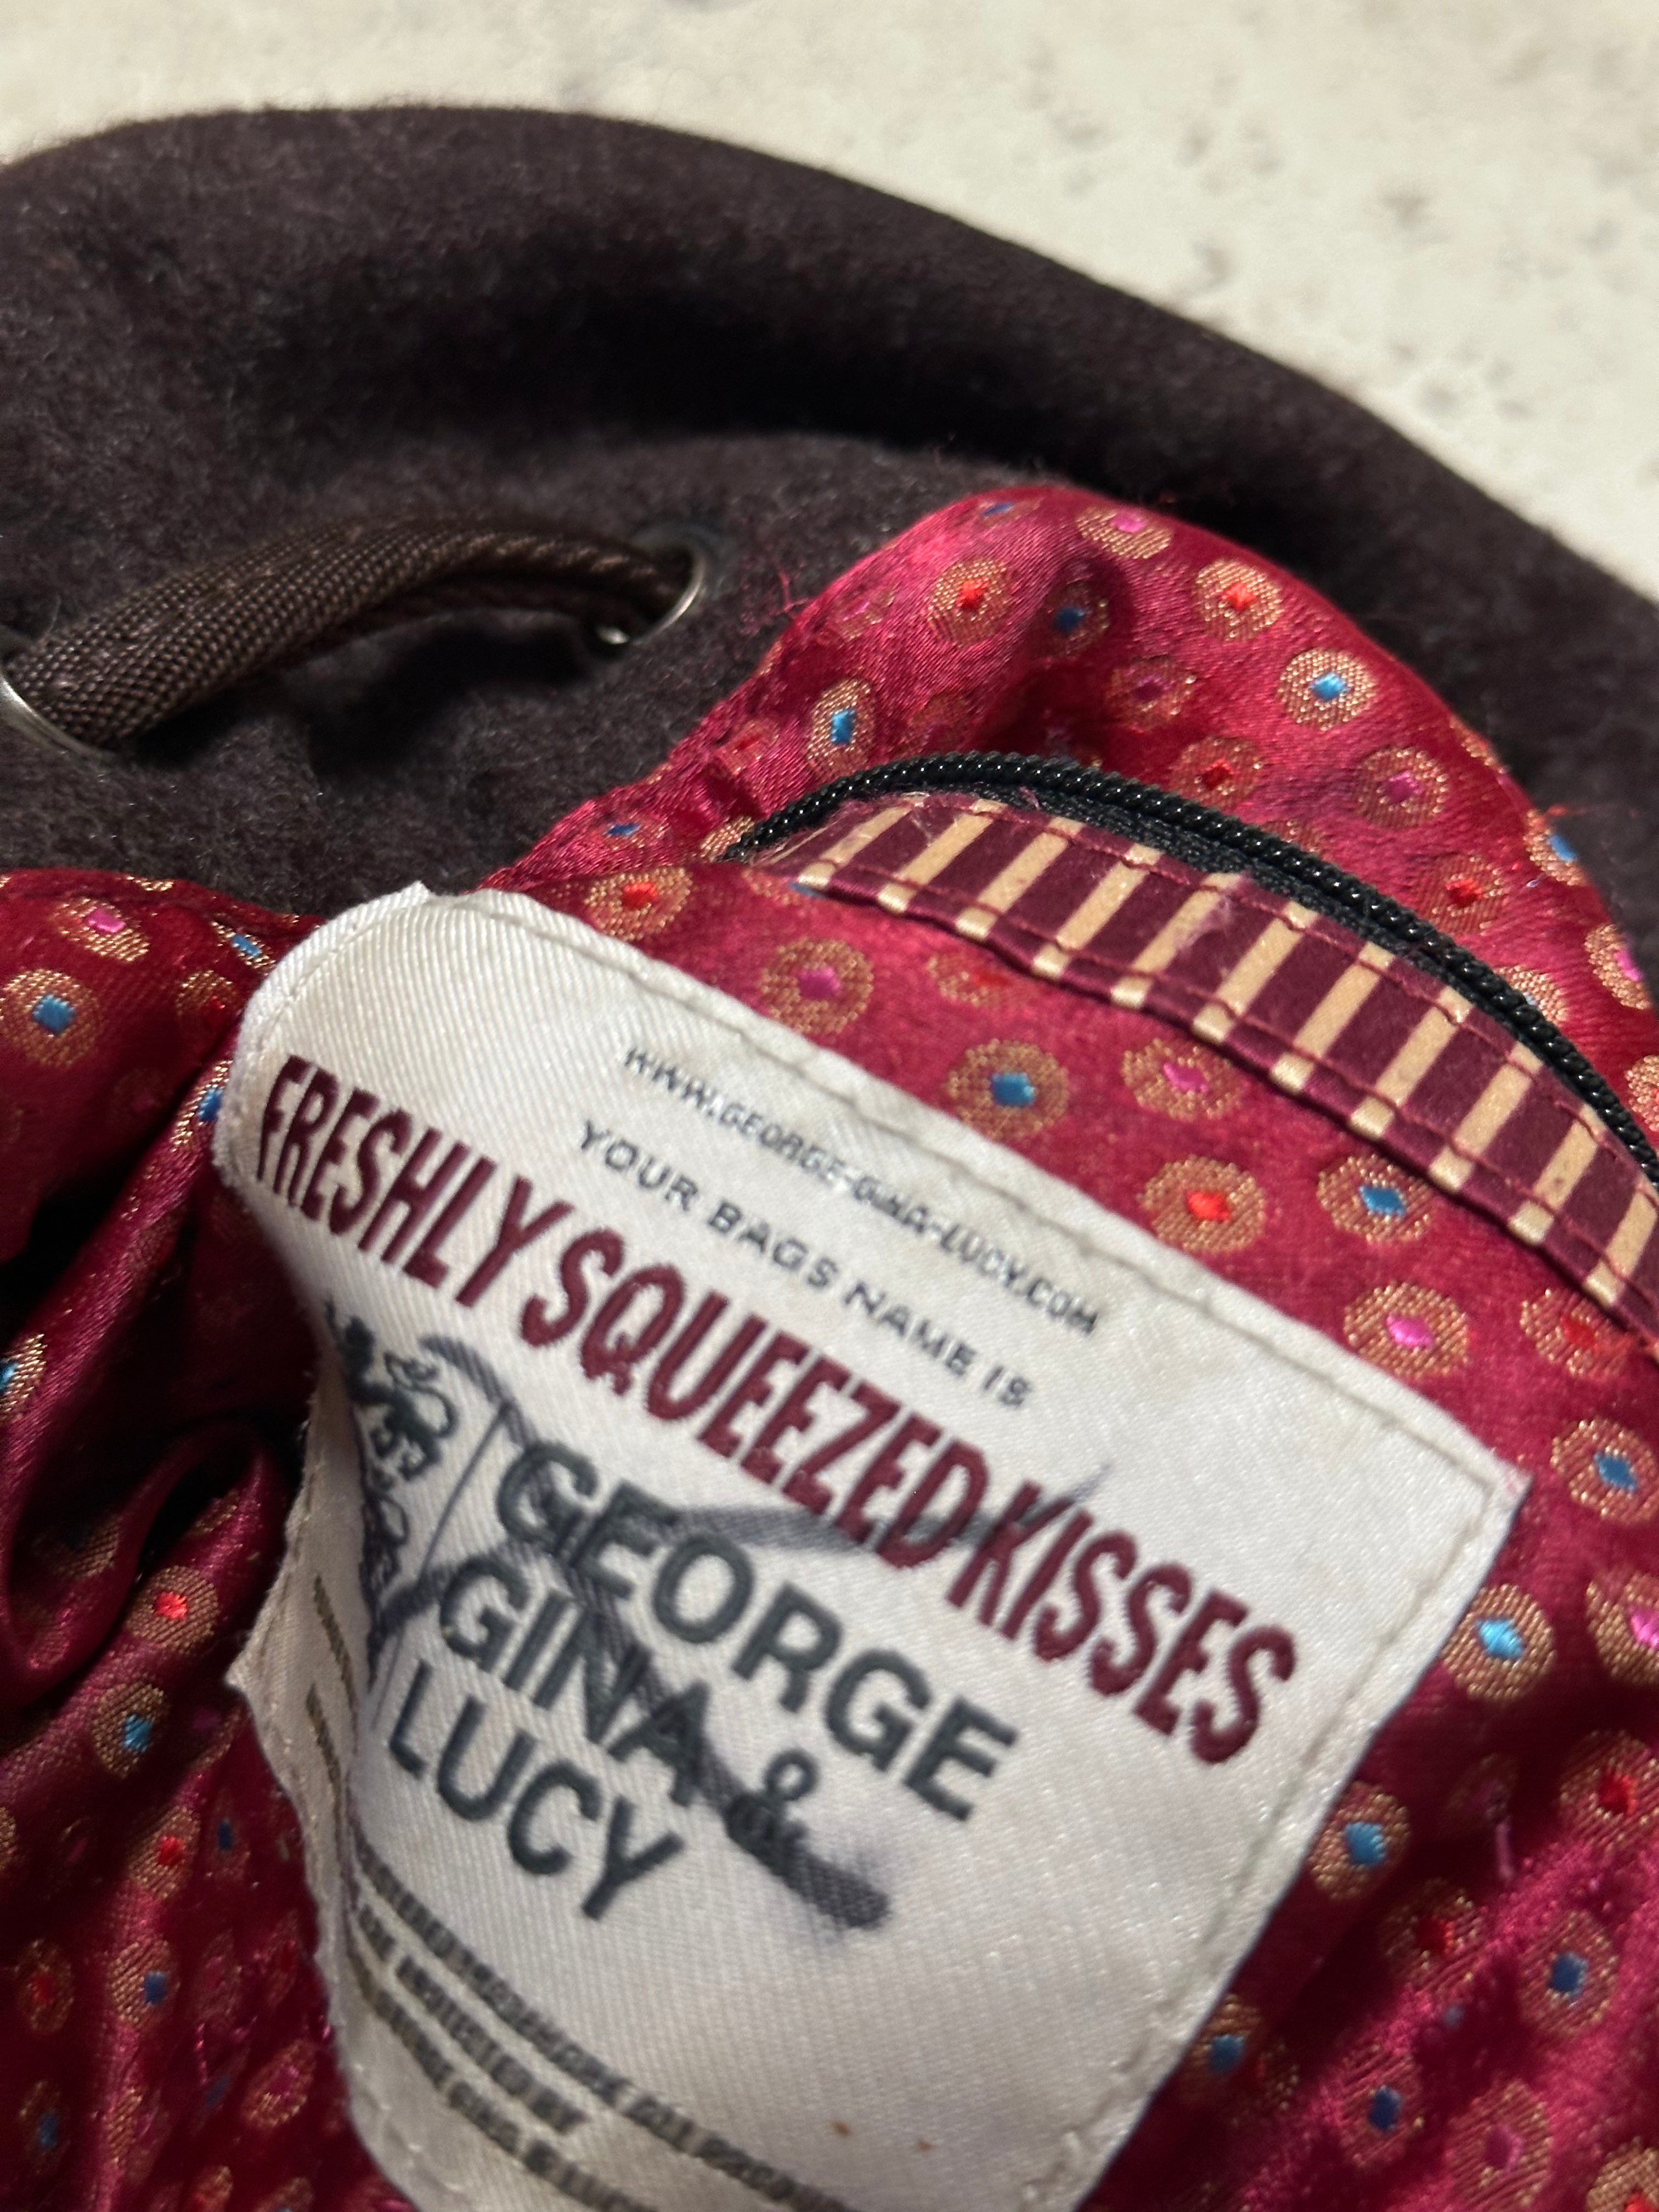 WWW.GEORGE-GINA-LUCY.COM
YOUR BAGS NAME IS
FRESHLY SQUEEZED KISSES
GEORGE
GINA &
LUCY